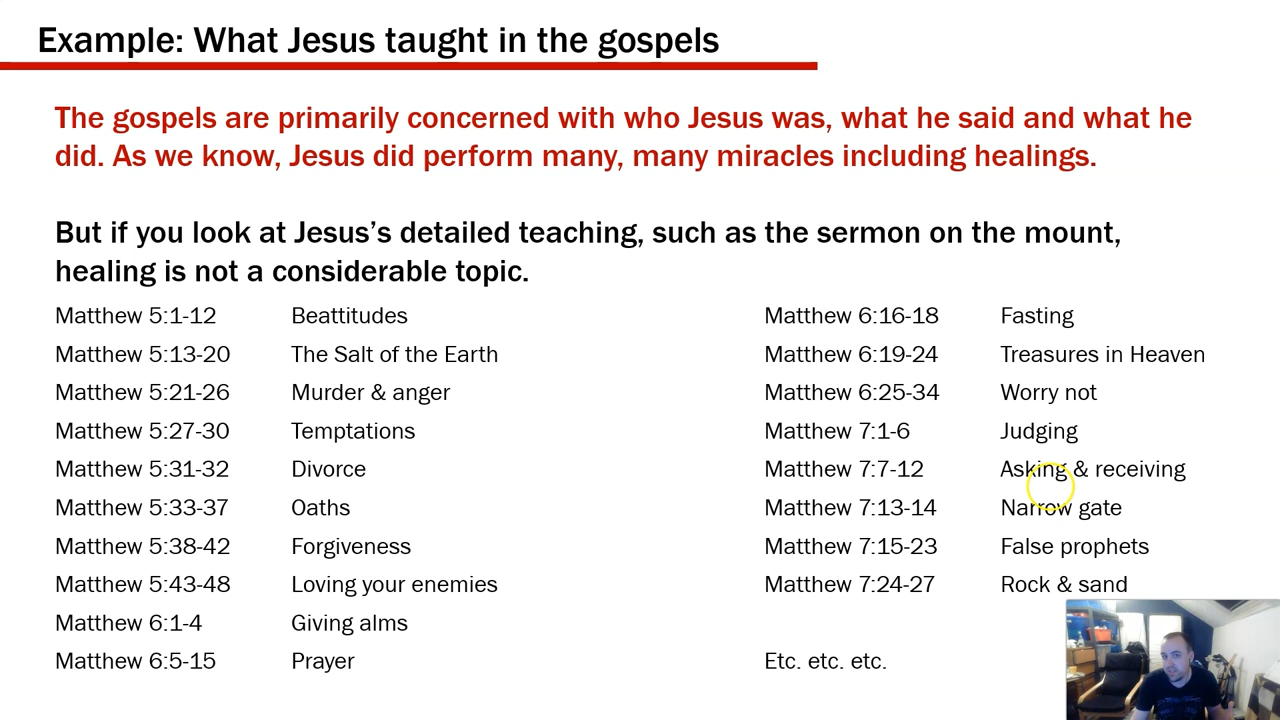 Example: What Jesus taught in the gospels
The gospels are primarily concerned with who Jesus was, what he said and what he
did. As we know, Jesus did perform many, many miracles including healings.
But if you look at Jesus’s detailed teaching, such as the sermon on the mount,
healing is not a considerable topic.
Matthew 5:1-12 Beattitudes
Matthew 5:13-20 The Salt of the Earth
Matthew 5:21-26 Murder & anger
Matthew 5:27-30 Temptations
Matthew 5:31-32 Divorce
Matthew 5:33-37 Oaths
Matthew 5:38-42 Forgiveness
Matthew 5:43-48 Loving your enemies
Matthew 6:1-4 Giving alms
Matthew 6:5-15 Prayer
Matthew 6:16-18 Fasting
Matthew 6:19-24 Treasures in Heaven
Matthew 6:25-34 Worry not
Matthew 7:1-6 Judging
Matthew 7:7-12 Asking & receiving
Matthew 7:13-14 Narrow gate
Matthew 7:15-23 False prophets
Matthew 7:24-27 Rock & sand
Etc. etc. etc.